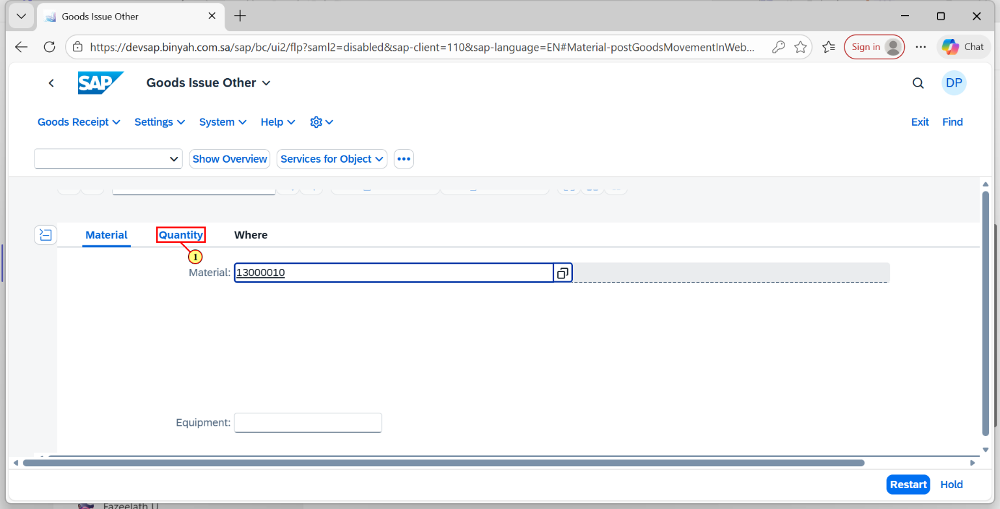 Goods Issue Other
https://devsap.binyah.com.sa/sap/bc/ui2/flp?saml2=disabled&sap-client=110&sap-language=EN#Material-postGoodsMovementInWeb...
Sign in
Chat
SAP
Goods Issue Other
DP
Goods Receipt
Settings
System
Help
Exit
Find
Show Overview
Services for Object
Material
Quantity
Where
1
Material:
13000010
Equipment:
Restart
Hold
Fazeelath U